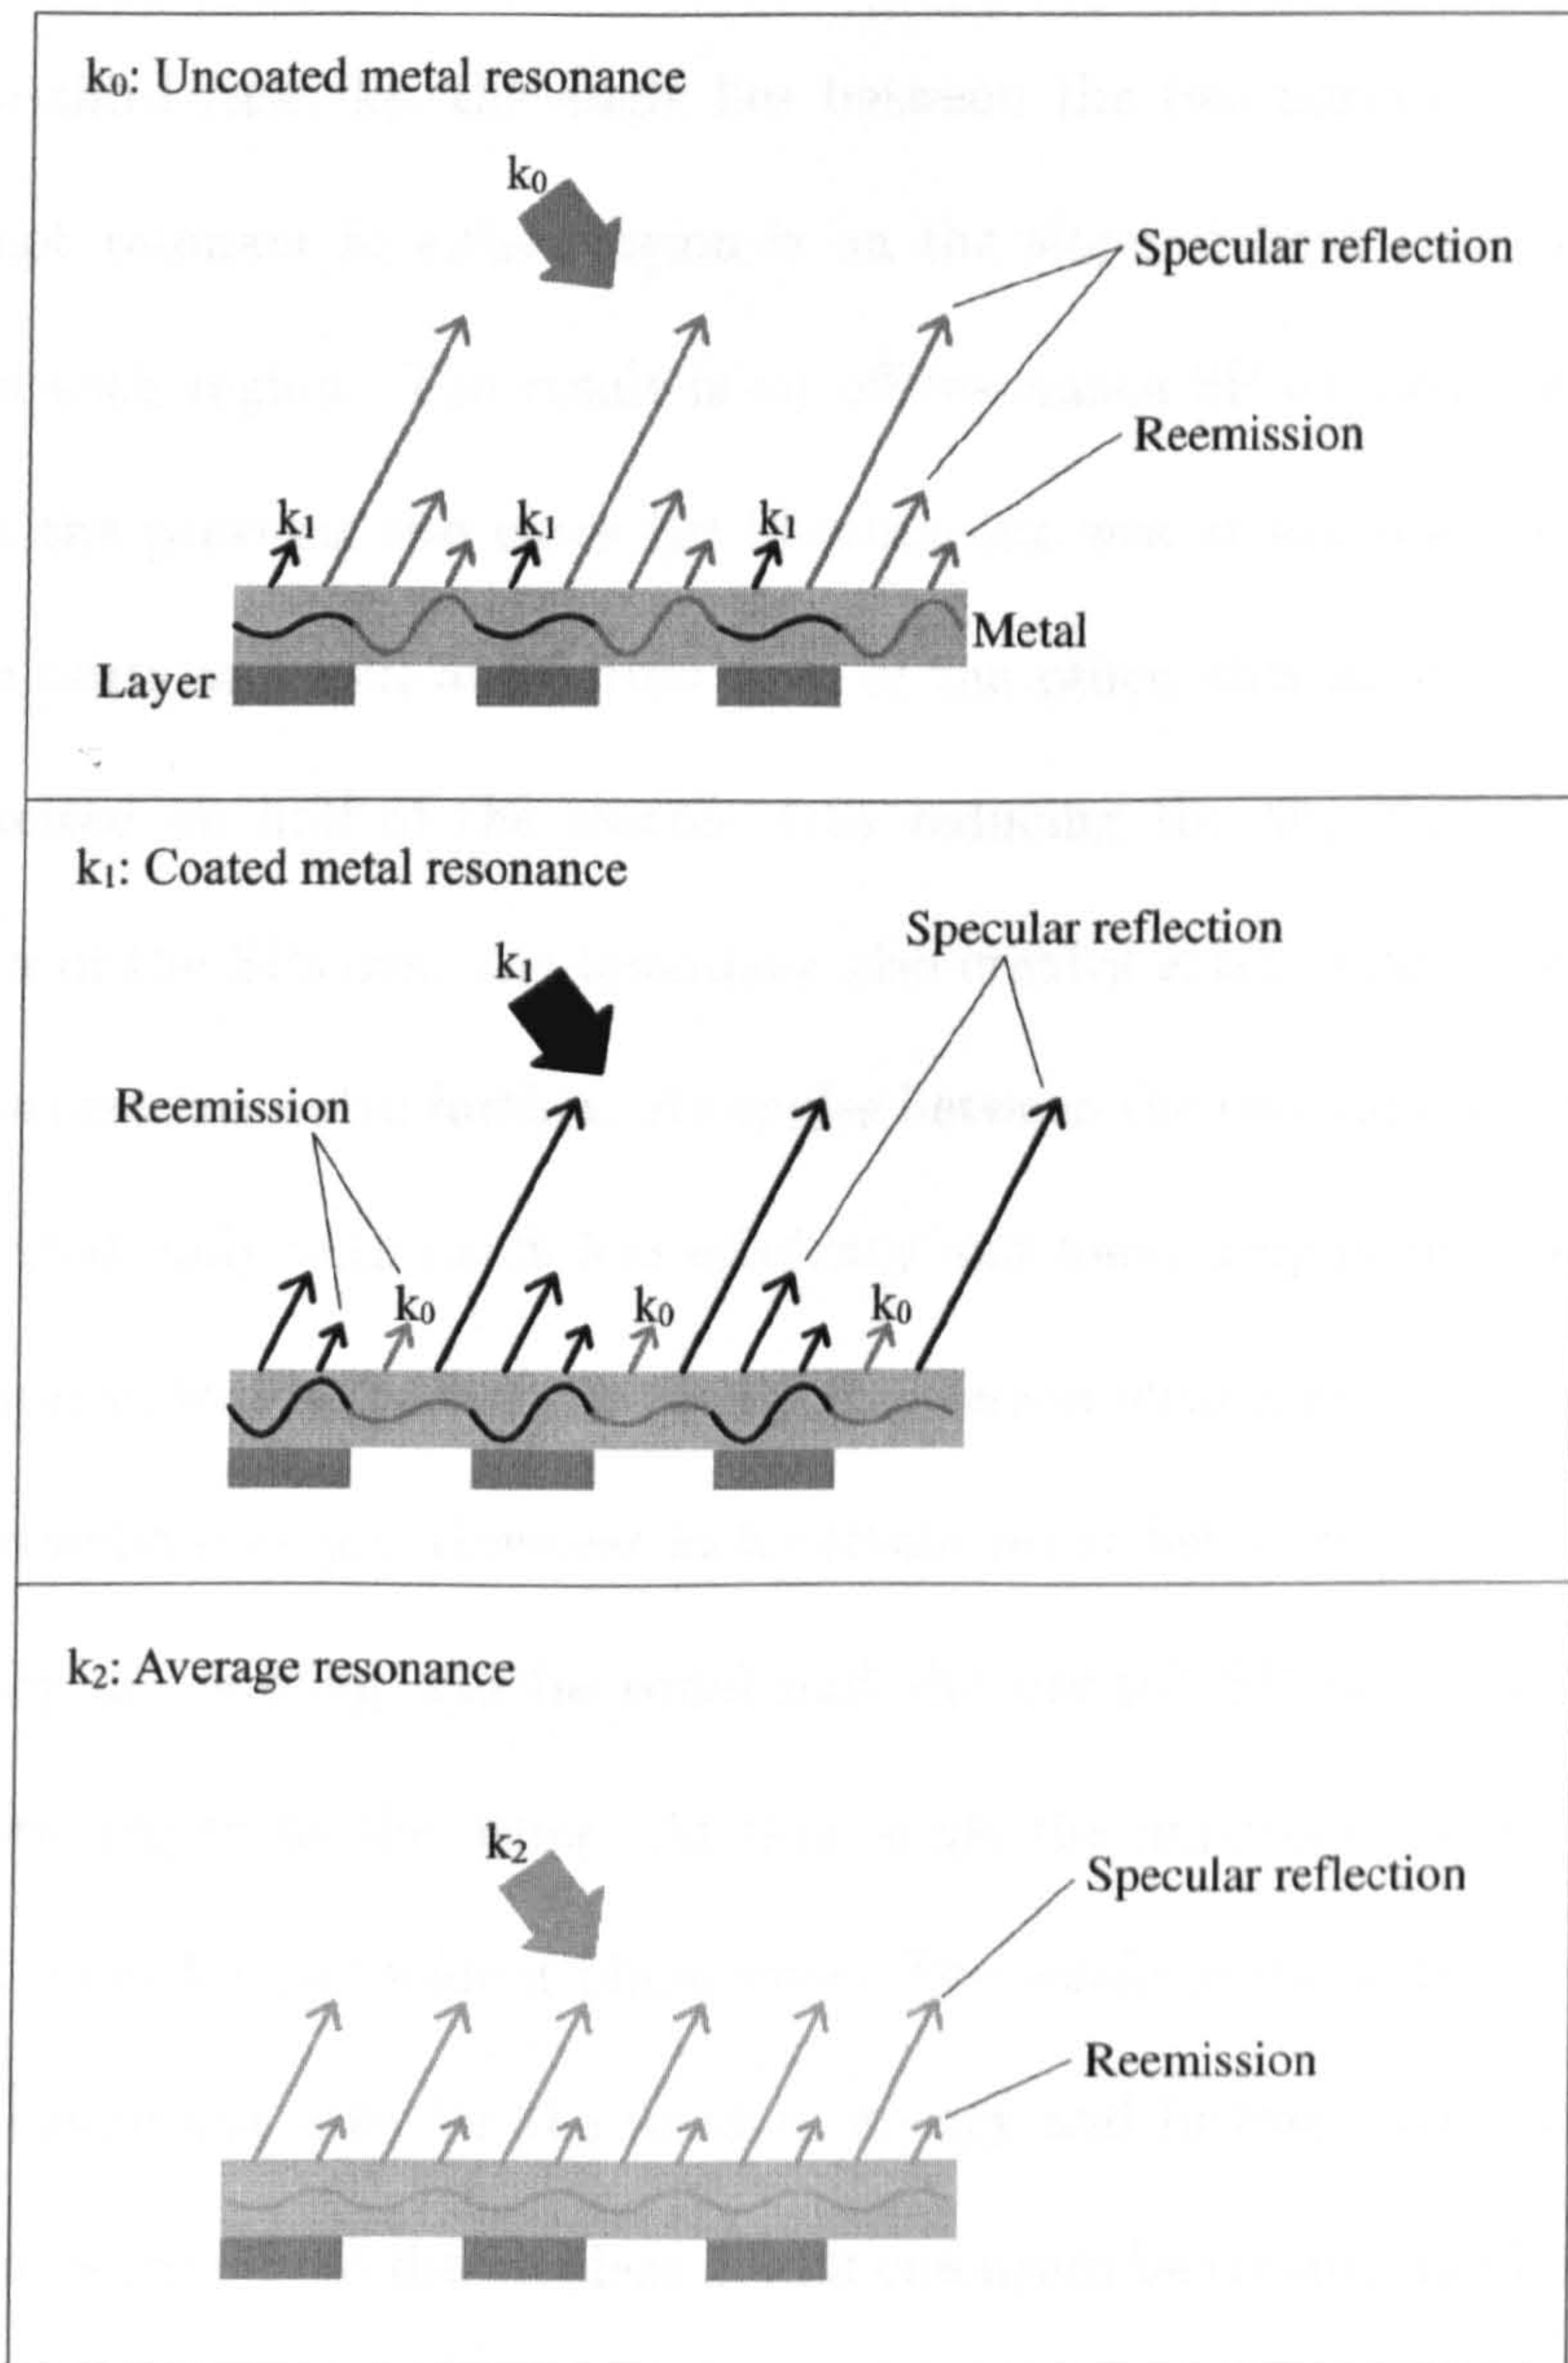 k₀: Uncoated metal resonance
k₀
Specular reflection
Reemission
k₁ k₁ k₁
Metal
Layer
k₁: Coated metal resonance
Specular reflection
k₁
Reemission
k₀ k₀ k₀
k₂: Average resonance
k₂
Specular reflection
Reemission